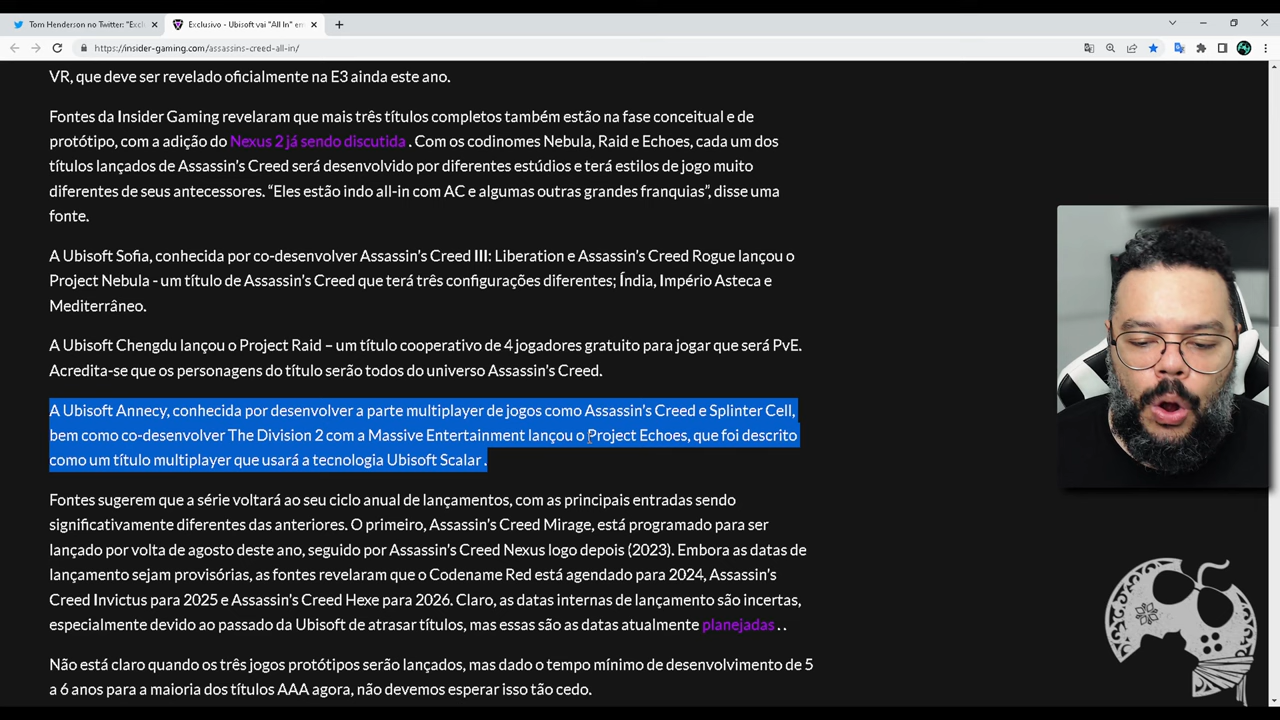 Tom Henderson no Twitter: "Excl
Exclusivo - Ubisoft vai "All In" em
https://insider-gaming.com/assassins-creed-all-in/
VR, que deve ser revelado oficialmente na E3 ainda este ano.
Fontes da Insider Gaming revelaram que mais três títulos completos também estão na fase conceitual e de
protótipo, com a adição do Nexus 2 já sendo discutida . Com os codinomes Nebula, Raid e Echoes, cada um dos
títulos lançados de Assassin's Creed será desenvolvido por diferentes estúdios e terá estilos de jogo muito
diferentes de seus antecessores. “Eles estão indo all-in com AC e algumas outras grandes franquias”, disse uma
fonte.
A Ubisoft Sofia, conhecida por co-desenvolver Assassin's Creed III: Liberation e Assassin's Creed Rogue lançou o
Project Nebula - um título de Assassin's Creed que terá três configurações diferentes; Índia, Império Asteca e
Mediterrâneo.
A Ubisoft Chengdu lançou o Project Raid – um título cooperativo de 4 jogadores gratuito para jogar que será PvE.
Acredita-se que os personagens do título serão todos do universo Assassin's Creed.
A Ubisoft Annecy, conhecida por desenvolver a parte multiplayer de jogos como Assassin's Creed e Splinter Cell,
bem como co-desenvolver The Division 2 com a Massive Entertainment lançou o Project Echoes, que foi descrito
como um título multiplayer que usará a tecnologia Ubisoft Scalar .
Fontes sugerem que a série voltará ao seu ciclo anual de lançamentos, com as principais entradas sendo
significativamente diferentes das anteriores. O primeiro, Assassin's Creed Mirage, está programado para ser
lançado por volta de agosto deste ano, seguido por Assassin's Creed Nexus logo depois (2023). Embora as datas de
lançamento sejam provisórias, as fontes revelaram que o Codename Red está agendado para 2024, Assassin's
Creed Invictus para 2025 e Assassin's Creed Hexe para 2026. Claro, as datas internas de lançamento são incertas,
especialmente devido ao passado da Ubisoft de atrasar títulos, mas essas são as datas atualmente planejadas . .
Não está claro quando os três jogos protótipos serão lançados, mas dado o tempo mínimo de desenvolvimento de 5
a 6 anos para a maioria dos títulos AAA agora, não devemos esperar isso tão cedo.